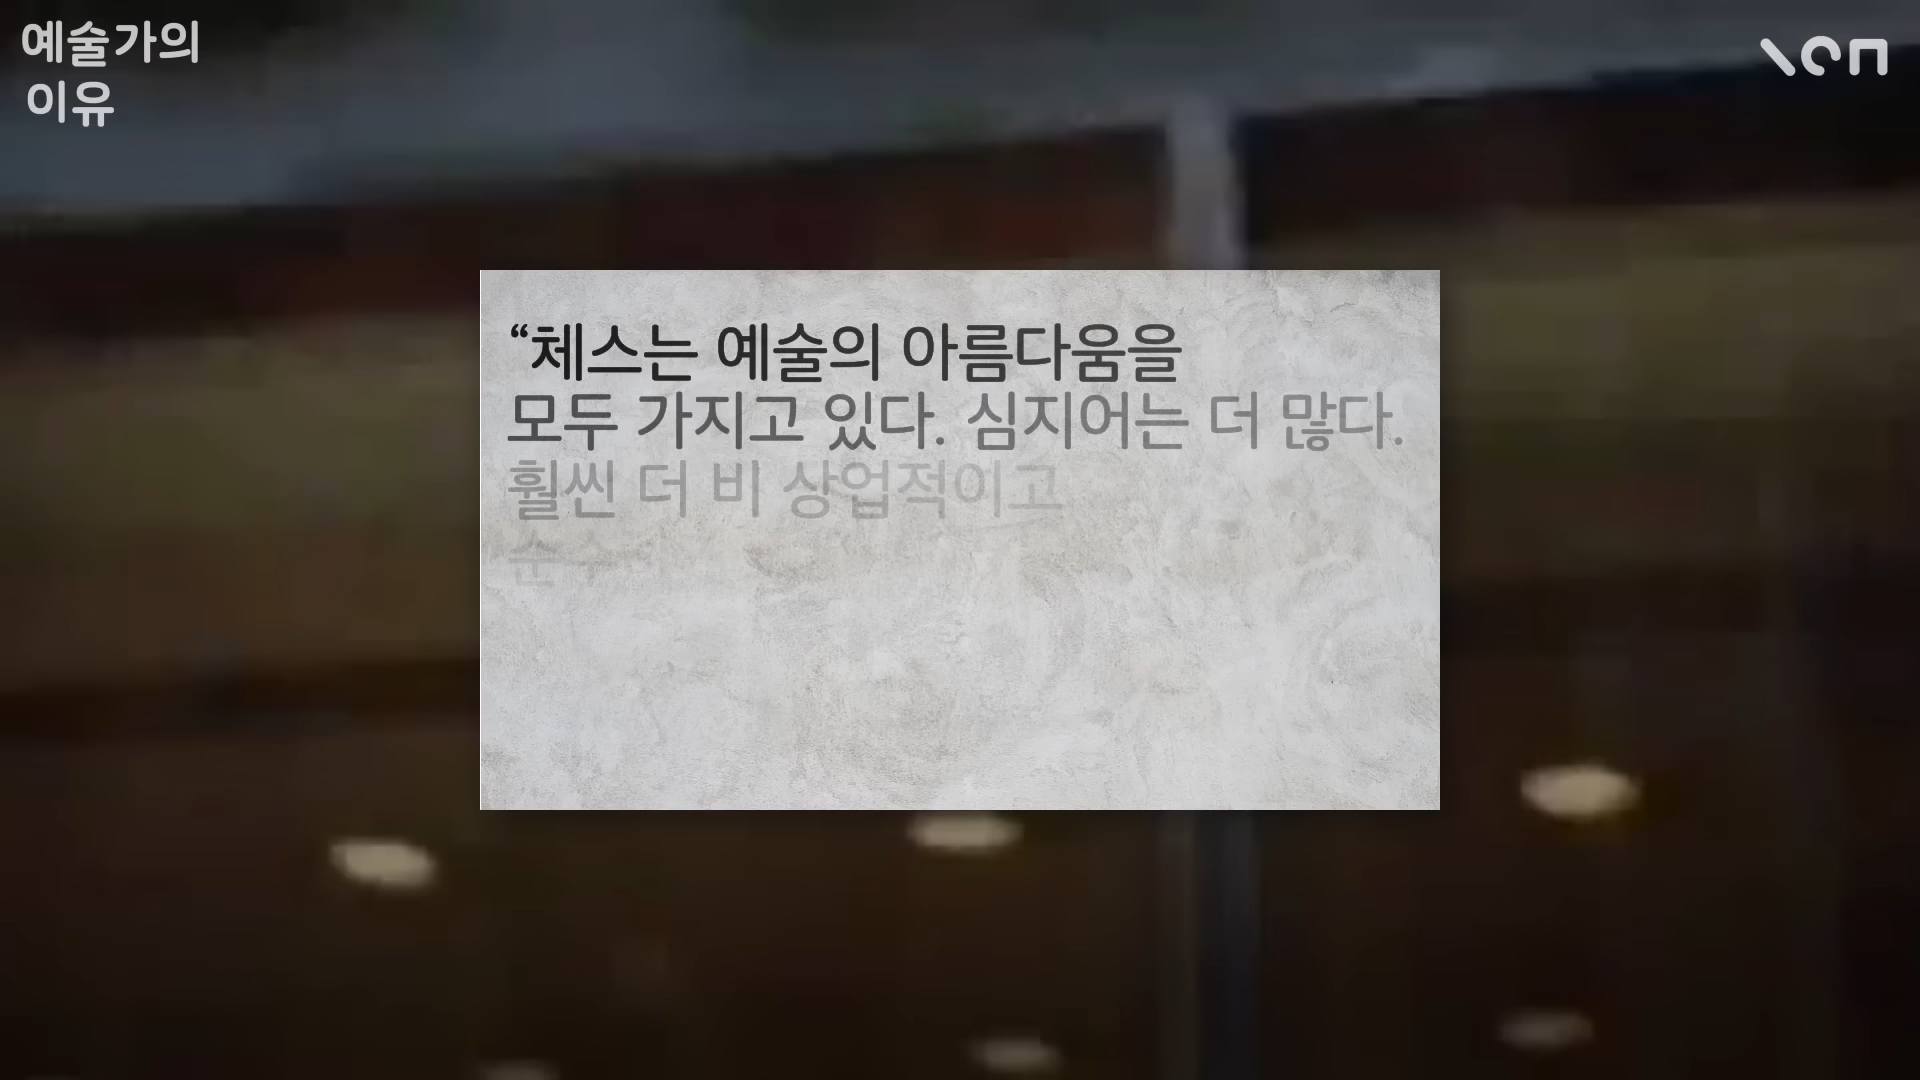 예술가의
이유
“체스는 예술의 아름다움을
모두 가지고 있다. 심지어는 더 많다.
훨씬 더 비 상업적이고
순수